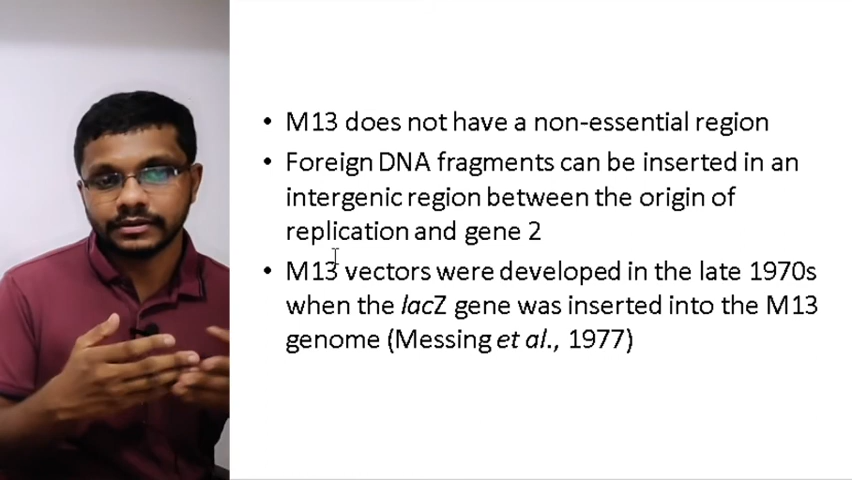 • M13 does not have a non-essential region
• Foreign DNA fragments can be inserted in an
intergenic region between the origin of
replication and gene 2
• M13 vectors were developed in the late 1970s
when the lacZ gene was inserted into the M13
genome (Messing et al., 1977)